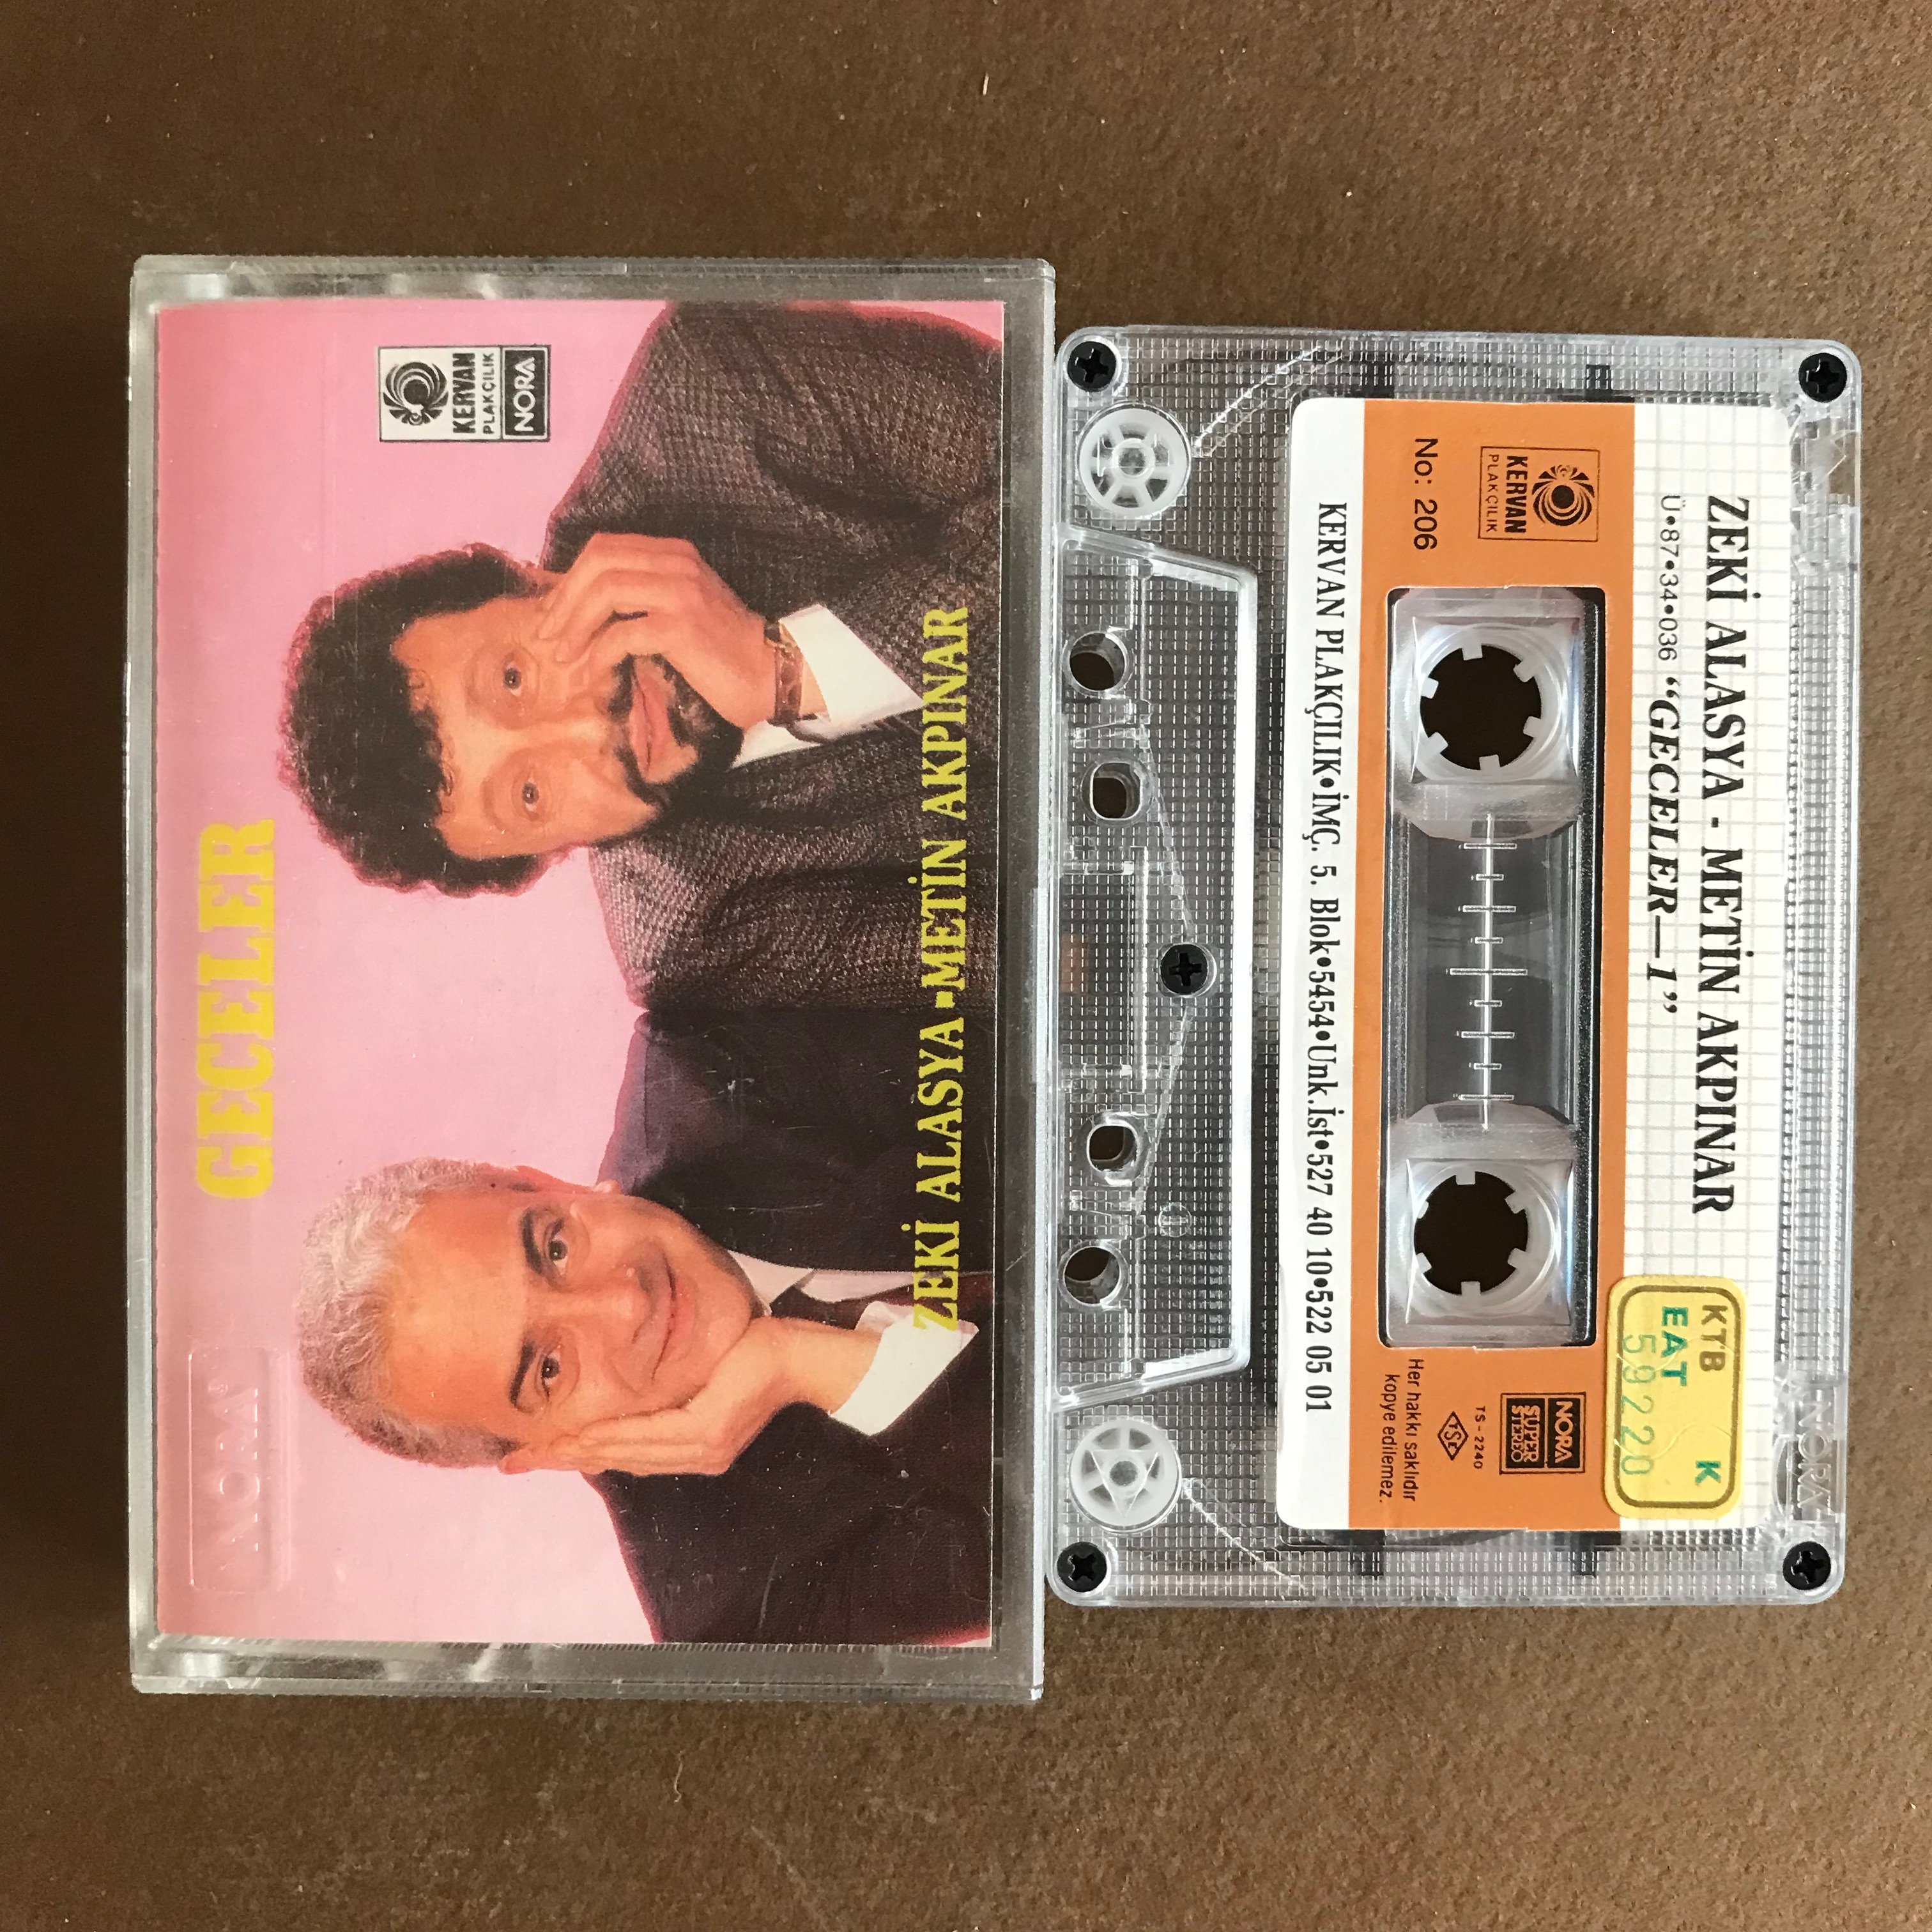 GECELER
KERVAN
PLAKÇILIK
NORA
ZEKİ ALASYA•METİN AKPINAR
NORA
ZEKİ ALASYA - METİN AKPINAR
Ü•87•34•036 “GECELER—1”
KERVAN
PLAKÇILIK
No: 206
KTB K
EAT
59220
NORA
SUPER
STEREO
TS-2240
TSE
Her hakkı saklıdır
kopye edilemez.
KERVAN PLAKÇILIK•İMÇ. 5. Blok•5454•Unk.İst•527 40 10•522 05 01
NORA